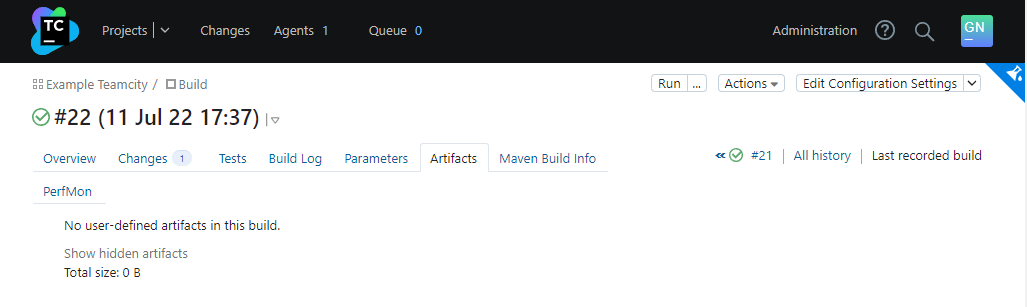 TC Projects Changes Agents 1 Queue 0 Administration ? GN
Example Teamcity / Build Run ... Actions Edit Configuration Settings
#22 (11 Jul 22 17:37)
Overview Changes 1 Tests Build Log Parameters Artifacts Maven Build Info #21 All history Last recorded build
PerfMon
No user-defined artifacts in this build.
Show hidden artifacts
Total size: 0 B